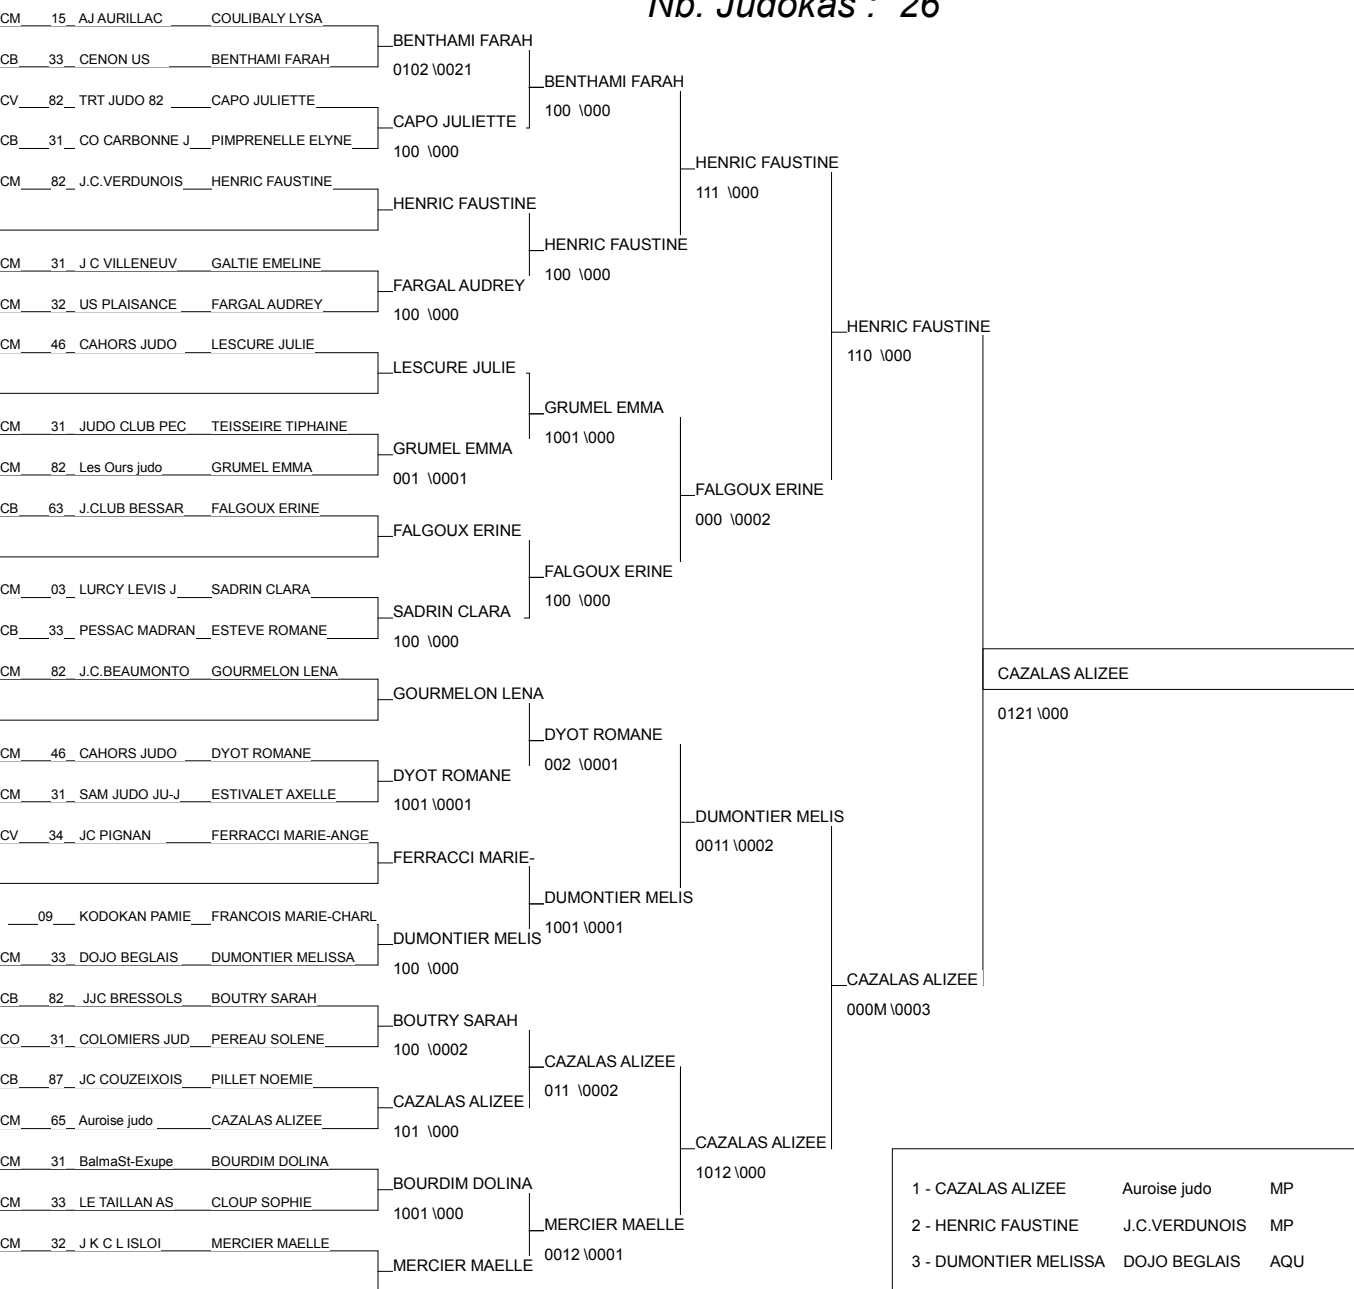 Nb. Judokas : 26
CM 15 AJ AURILLAC COULIBALY LYSA
BENTHAMI FARAH
CB 33 CENON US BENTHAMI FARAH
0102 \0021
BENTHAMI FARAH
CV 82 TRT JUDO 82 CAPO JULIETTE
100 \000
CAPO JULIETTE
CB 31 CO CARBONNE J PIMPRENELLE ELYNE
100 \000
HENRIC FAUSTINE
CM 82 J.C.VERDUNOIS HENRIC FAUSTINE
111 \000
HENRIC FAUSTINE
HENRIC FAUSTINE
CM 31 J C VILLENEUV GALTIE EMELINE
100 \000
FARGAL AUDREY
CM 32 US PLAISANCE FARGAL AUDREY
100 \000
HENRIC FAUSTINE
CM 46 CAHORS JUDO LESCURE JULIE
110 \000
LESCURE JULIE
GRUMEL EMMA
CM 31 JUDO CLUB PEC TEISSEIRE TIPHAINE
1001 \000
GRUMEL EMMA
CM 82 Les Ours judo GRUMEL EMMA
001 \0001
FALGOUX ERINE
CB 63 J.CLUB BESSAR FALGOUX ERINE
000 \0002
FALGOUX ERINE
FALGOUX ERINE
CM 03 LURCY LEVIS J SADRIN CLARA
100 \000
SADRIN CLARA
CB 33 PESSAC MADRAN ESTEVE ROMANE
100 \000
CM 82 J.C.BEAUMONTO GOURMELON LENA
CAZALAS ALIZEE
GOURMELON LENA
0121 \000
DYOT ROMANE
CM 46 CAHORS JUDO DYOT ROMANE
002 \0001
DYOT ROMANE
CM 31 SAM JUDO JU-J ESTIVALET AXELLE
1001 \0001
DUMONTIER MELIS
CV 34 JC PIGNAN FERRACCI MARIE-ANGE
0011 \0002
FERRACCI MARIE-
DUMONTIER MELIS
09 KODOKAN PAMIE FRANCOIS MARIE-CHARL
1001 \0001
DUMONTIER MELIS
CM 33 DOJO BEGLAIS DUMONTIER MELISSA
100 \000
CAZALAS ALIZEE
CB 82 JJC BRESSOLS BOUTRY SARAH
000M \0003
BOUTRY SARAH
CO 31 COLOMIERS JUD PEREAU SOLENE
100 \0002
CAZALAS ALIZEE
CB 87 JC COUZEIXOIS PILLET NOEMIE
011 \0002
CAZALAS ALIZEE
CM 65 Auroise judo CAZALAS ALIZEE
101 \000
CAZALAS ALIZEE
CM 31 BalmaSt-Exupe BOURDIM DOLINA
1012 \000
BOURDIM DOLINA
1 - CAZALAS ALIZEE Auroise judo MP
CM 33 LE TAILLAN AS CLOUP SOPHIE
1001 \000
MERCIER MAELLE
2 - HENRIC FAUSTINE J.C.VERDUNOIS MP
CM 32 J K C L ISLOI MERCIER MAELLE
0012 \0001
3 - DUMONTIER MELISSA DOJO BEGLAIS AQU
MERCIER MAELLE